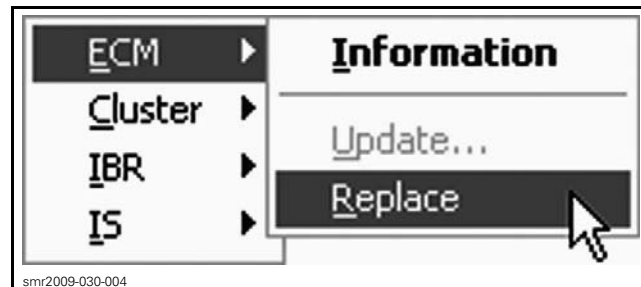 ECM
Cluster
IBR
IS
Information
Update...
Replace
smr2009-030-004